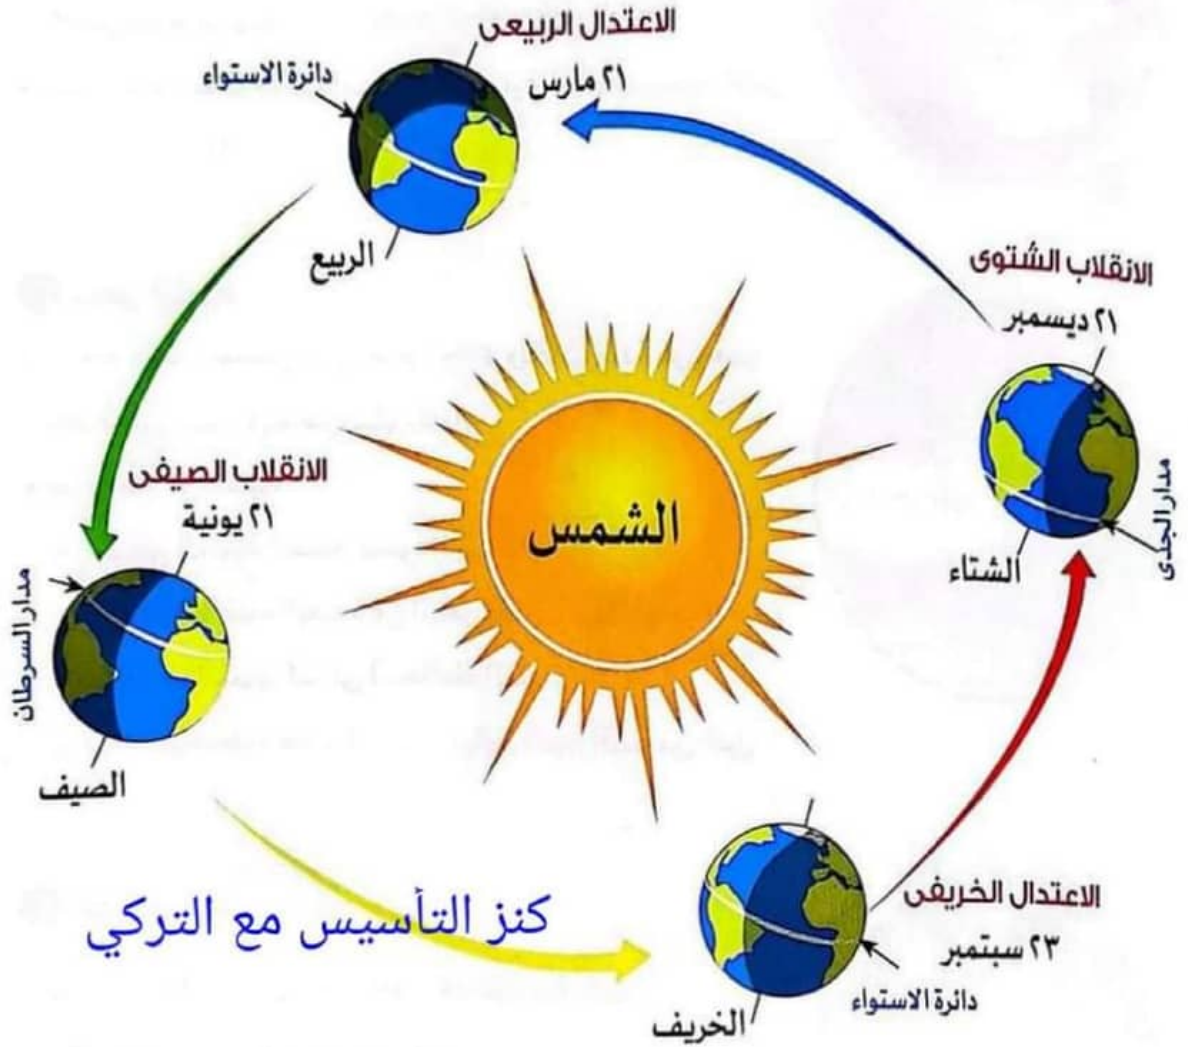 الاعتدال الربيعى
٢١ مارس
دائرة الاستواء
الربيع
الانقلاب الشتوى
٢١ ديسمبر
مدار الجدى
الشتاء
الانقلاب الصيفى
٢١ يونية
مدار السرطان
الصيف
الشمس
كنز التأسيس مع التركي
الاعتدال الخريفى
٢٣ سبتمبر
دائرة الاستواء
الخريف